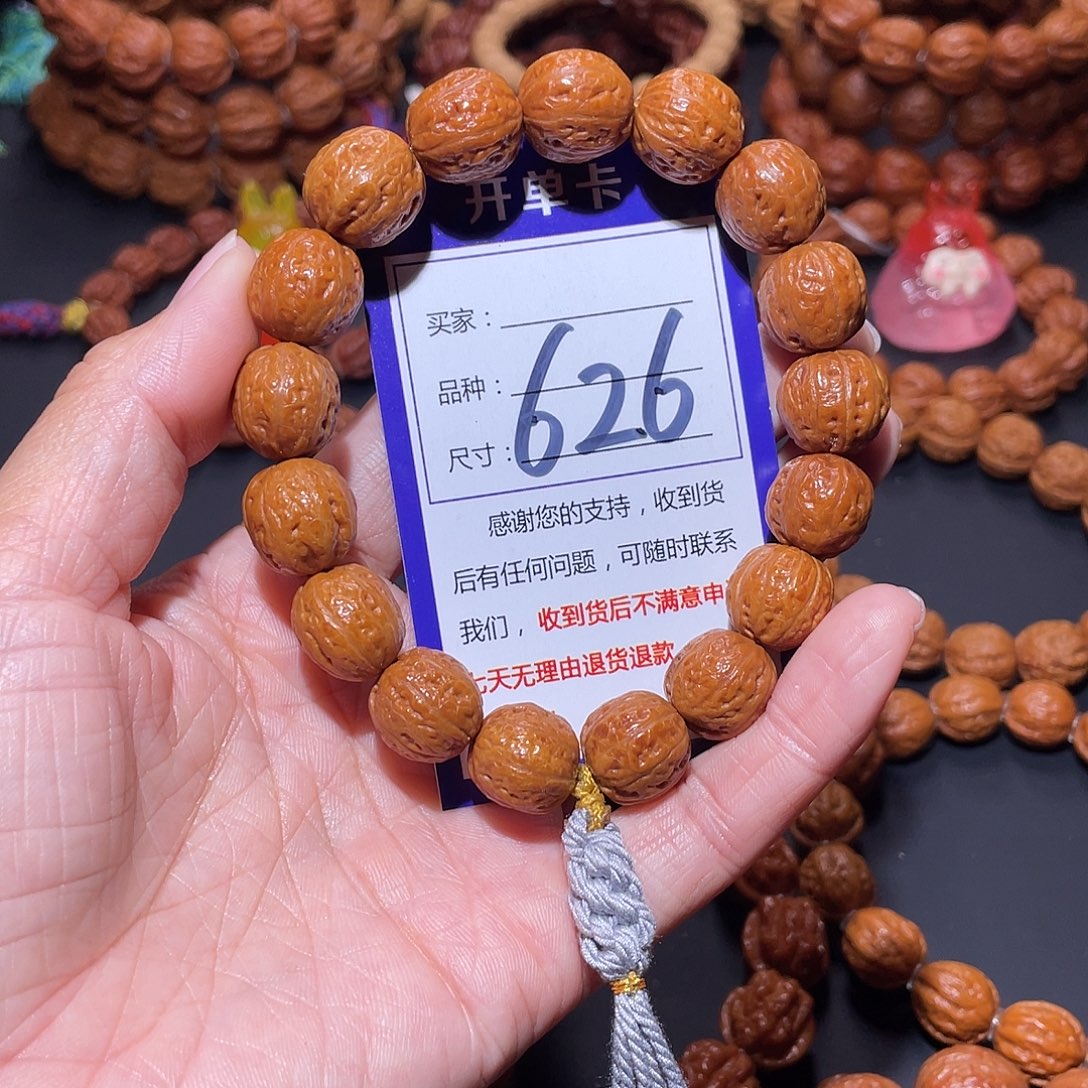 开单卡
买家：
品种：
尺寸：
626
感谢您的支持，收到货
后有任何问题，可随时联系
我们，收到货后不满意申
七天无理由退货退款